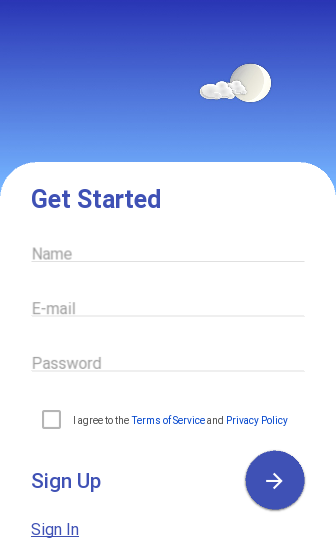 Get Started
Name
E-mail
Password
I agree to the Terms of Service and Privacy Policy
Sign Up
Sign In